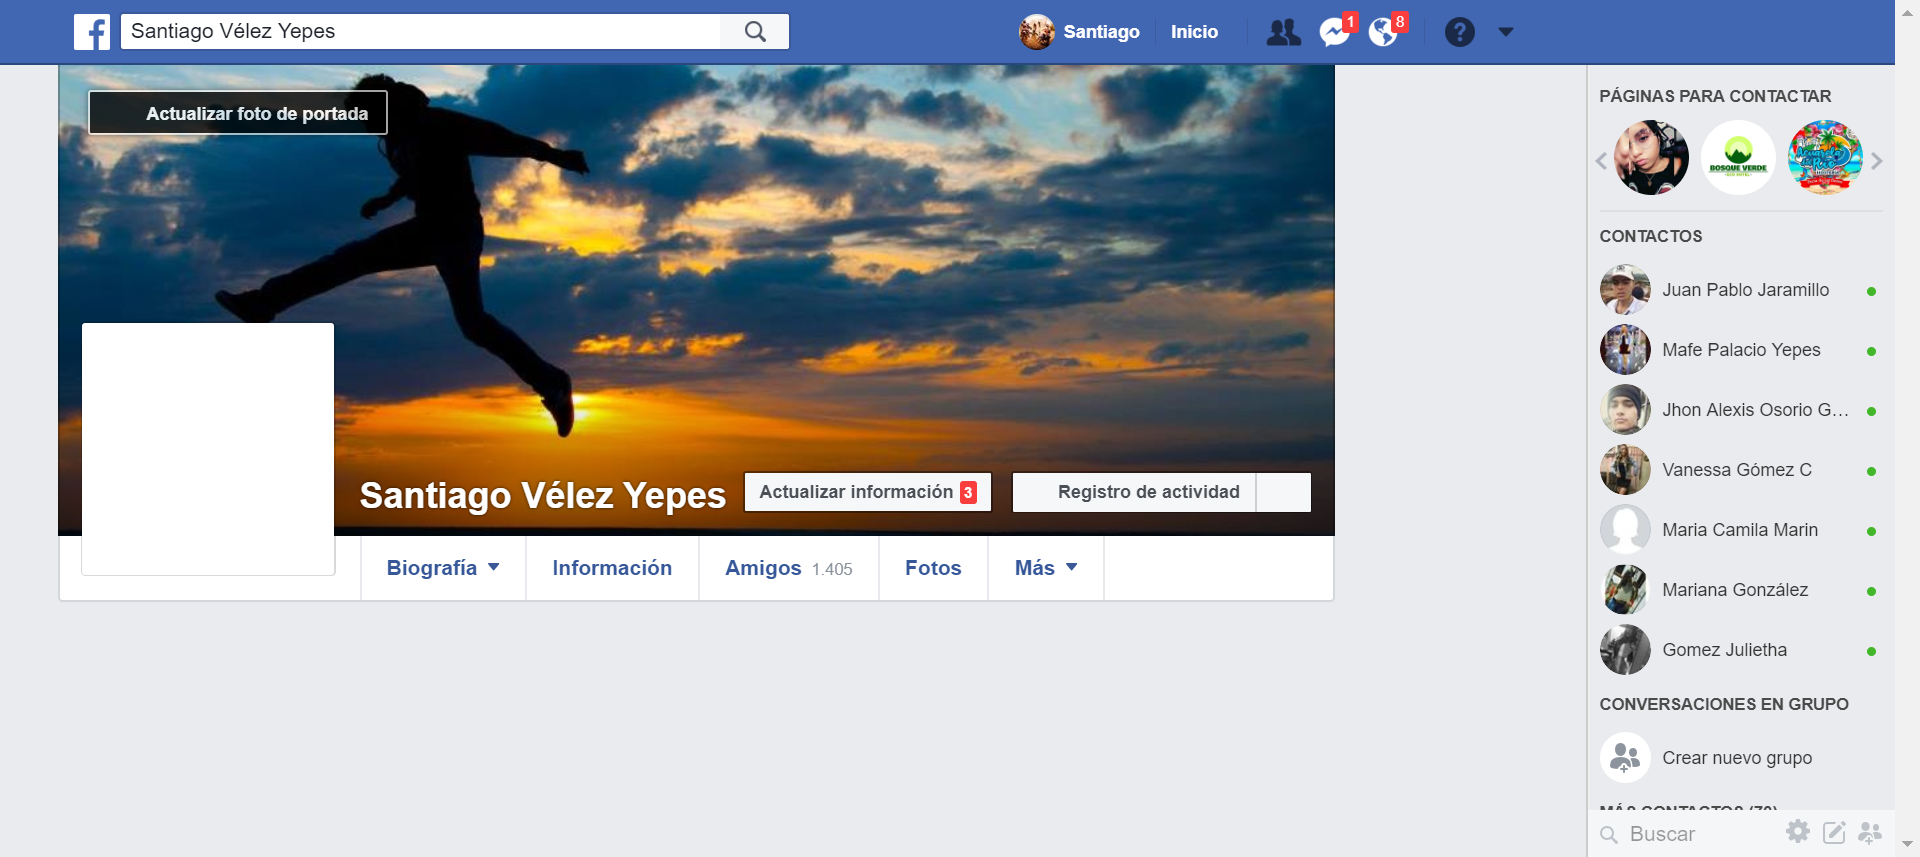 Santiago Vélez Yepes
Santiago
Inicio
1
8
?
Actualizar foto de portada
Santiago Vélez Yepes
Actualizar información 3
Registro de actividad
Biografía
Información
Amigos 1.405
Fotos
Más
PÁGINAS PARA CONTACTAR
BOSQUE VERDE
CONTACTOS
Juan Pablo Jaramillo
Mafe Palacio Yepes
Jhon Alexis Osorio G...
Vanessa Gómez C
Maria Camila Marin
Mariana González
Gomez Julietha
CONVERSACIONES EN GRUPO
Crear nuevo grupo
MÁS CONTACTOS (70)
Buscar